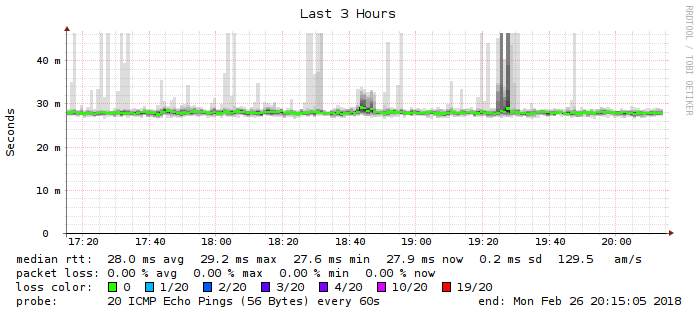 Last 3 Hours
RRDTOOL / TOBI OETIKER
Seconds
40 m
30 m
20 m
10 m
0
17:20 17:40 18:00 18:20 18:40 19:00 19:20 19:40 20:00
median rtt: 28.0 ms avg 29.2 ms max 27.6 ms min 27.9 ms now 0.2 ms sd 129.5 am/s
packet loss: 0.00 % avg 0.00 % max 0.00 % min 0.00 % now
loss color: 0 1/20 2/20 3/20 4/20 10/20 19/20
probe: 20 ICMP Echo Pings (56 Bytes) every 60s end: Mon Feb 26 20:15:05 2018